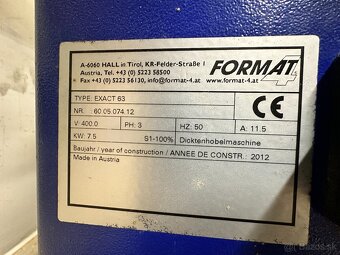 A-6060 HALL in Tirol, KR-Felder-Straße 1
Austria, Tel. +43 (0) 5223 58500
Fax +43 (0) 5223 56130, info@format-4.at
www.format-4.at
FORMAT 4
TYPE: EXACT 63
NR.: 60.05.074.12
V: 400.0 PH: 3 HZ: 50 A: 11.5
KW: 7.5 S1-100% Dicktenhobelmaschine
Baujahr / year of construction / ANNEE DE CONSTR.: 2012
Made in Austria
CE
bazos.sk